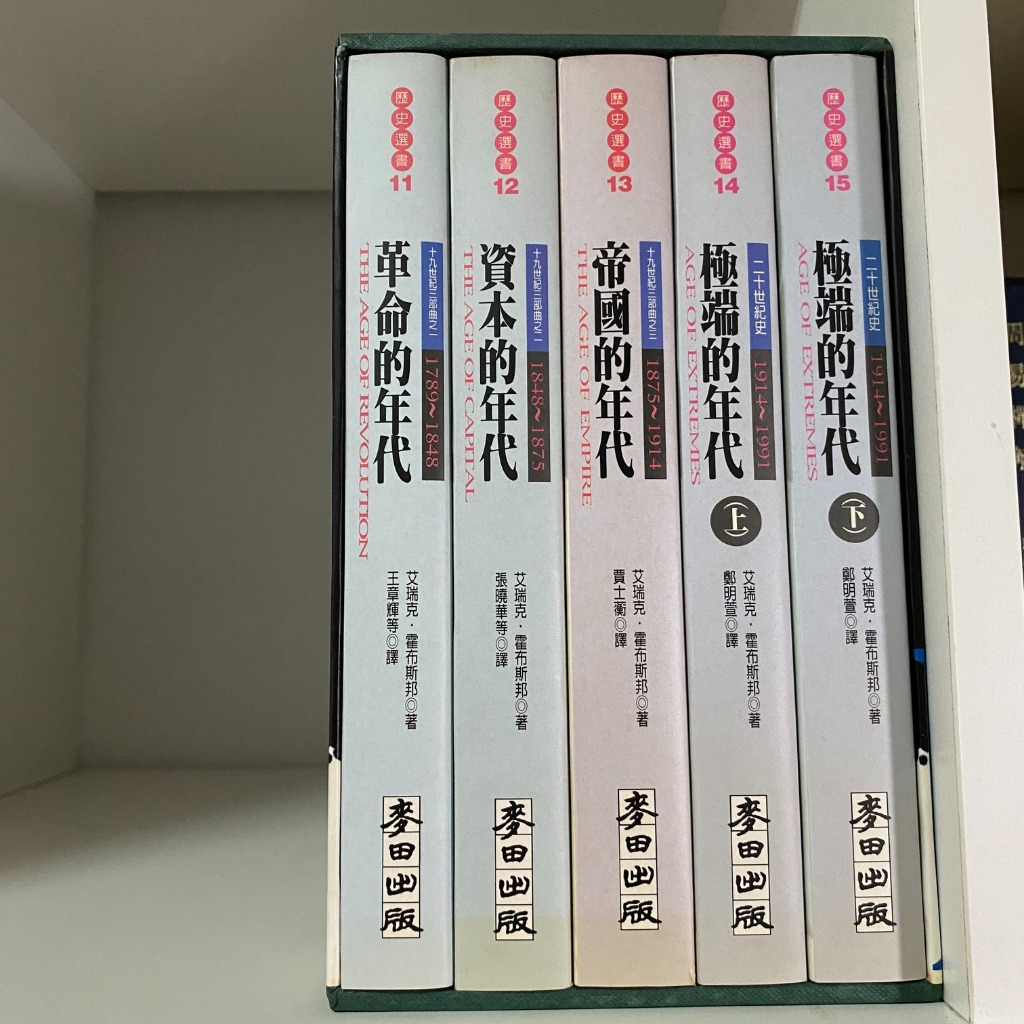 歷史選書
11
革命的年代
THE AGE OF REVOLUTION
十九世紀三部曲之一
1789~1848
艾瑞克・霍布斯邦◎著
王章輝等◎譯
麥田出版
歷史選書
12
資本的年代
THE AGE OF CAPITAL
十九世紀三部曲之二
1848~1875
艾瑞克・霍布斯邦◎著
張曉華等◎譯
麥田出版
歷史選書
13
帝國的年代
THE AGE OF EMPIRE
十九世紀三部曲之三
1875~1914
艾瑞克・霍布斯邦◎著
賈士蘅◎譯
麥田出版
歷史選書
14
極端的年代
AGE OF EXTREMES
二十世紀史
1914~1991
(上)
艾瑞克・霍布斯邦◎著
鄭明萱◎譯
麥田出版
歷史選書
15
極端的年代
AGE OF EXTREMES
二十世紀史
1914~1991
(下)
艾瑞克・霍布斯邦◎著
鄭明萱◎譯
麥田出版